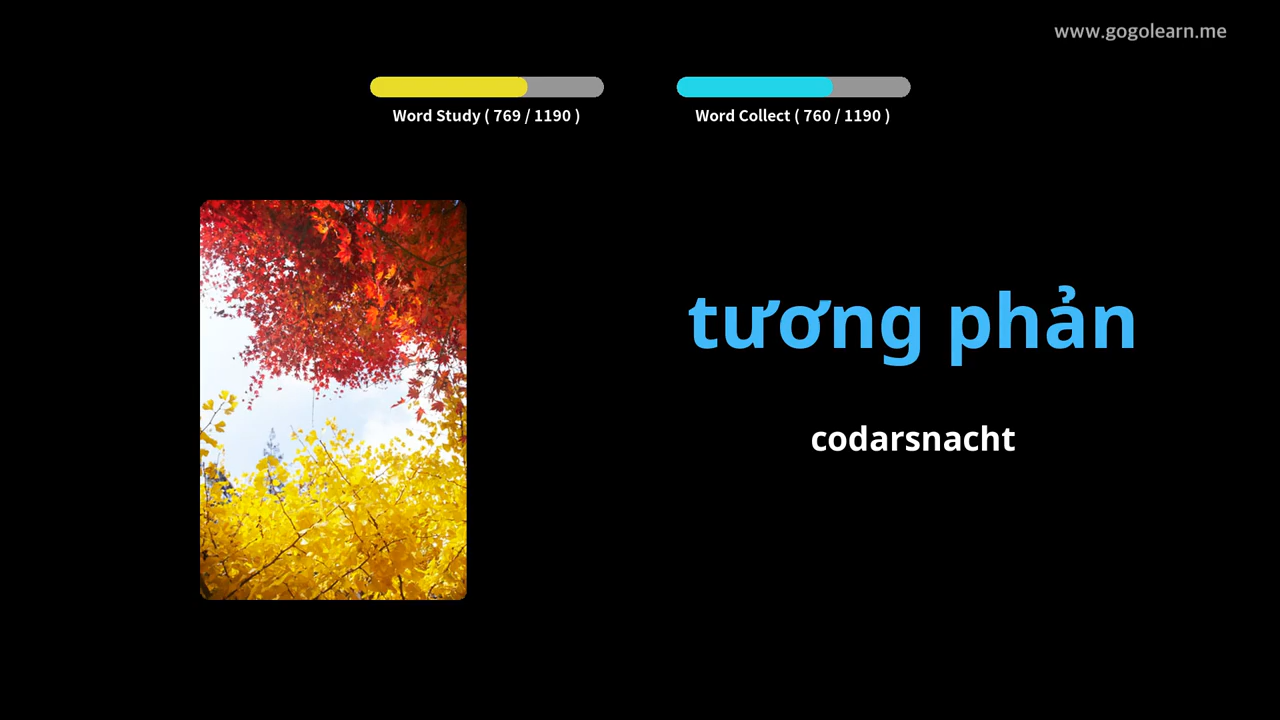 www.gogolearn.me
Word Study ( 769 / 1190 )
Word Collect ( 760 / 1190 )
tương phản
codarsnacht